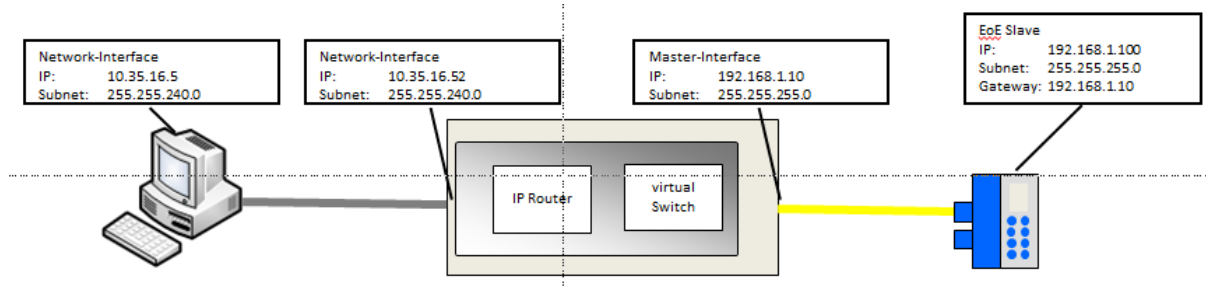 Network-Interface
IP: 10.35.16.5
Subnet: 255.255.240.0
Network-Interface
IP: 10.35.16.52
Subnet: 255.255.240.0
Master-Interface
IP: 192.168.1.10
Subnet: 255.255.255.0
EoE Slave
IP: 192.168.1.100
Subnet: 255.255.255.0
Gateway: 192.168.1.10
IP Router
virtual
Switch